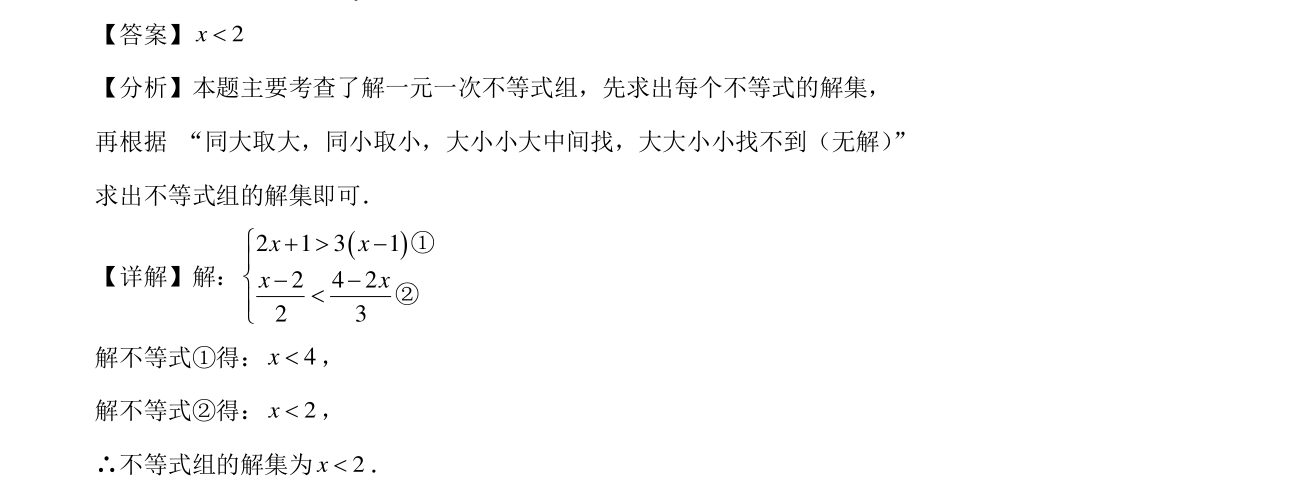 【答案】x<2
【分析】本题主要考查了解一元一次不等式组，先求出每个不等式的解集，
再根据 “同大取大，同小取小，大小小大中间找，大大小小找不到（无解）”
求出不等式组的解集即可．
【详解】解：{2x+1>3(x−1)①
(x−2)/2<(4−2x)/3②
解不等式①得：x<4，
解不等式②得：x<2，
∴不等式组的解集为x<2．